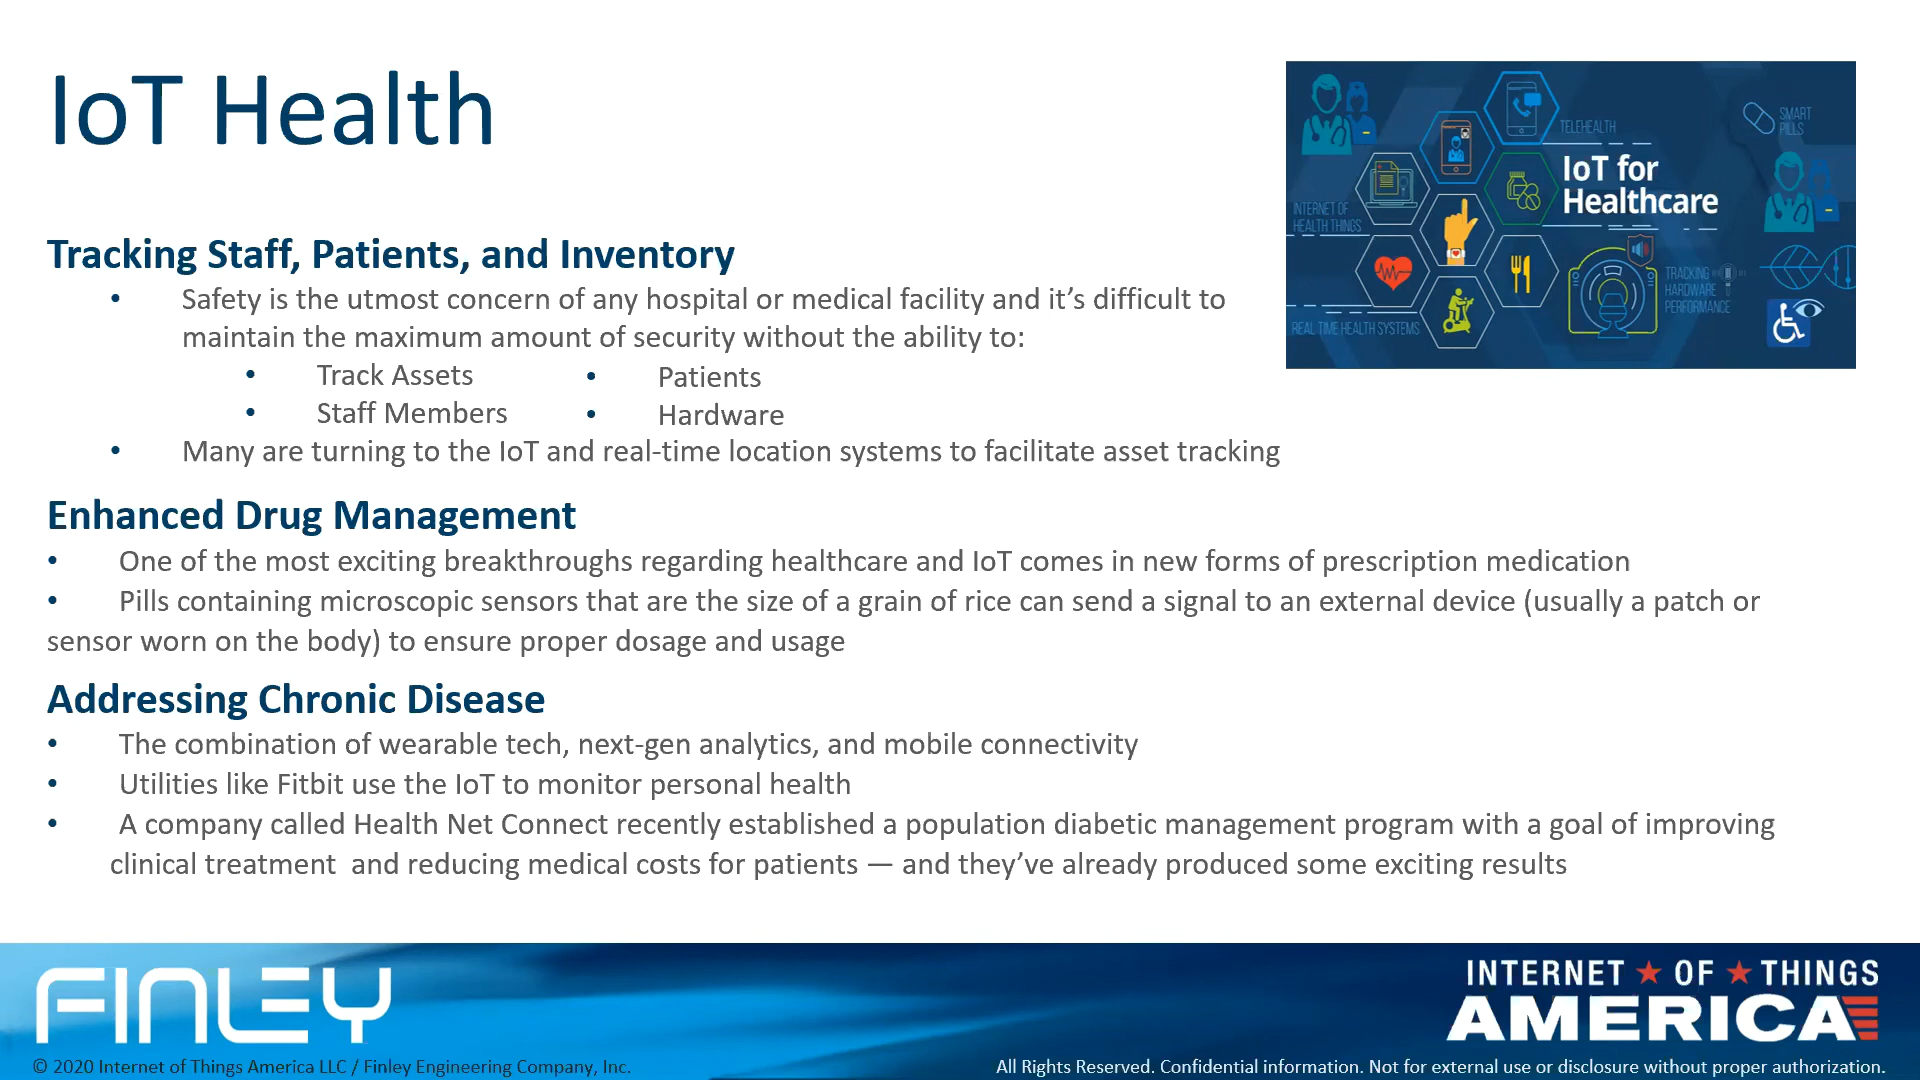 IoT Health
TELEHEALTH
SMART
PILLS
IoT for
Healthcare
INTERNET OF
HEALTH THINGS
TRACKING
HARDWARE
PERFORMANCE
REAL TIME HEALTH SYSTEMS
Tracking Staff, Patients, and Inventory
• Safety is the utmost concern of any hospital or medical facility and it’s difficult to
maintain the maximum amount of security without the ability to:
• Track Assets • Patients
• Staff Members • Hardware
• Many are turning to the IoT and real-time location systems to facilitate asset tracking
Enhanced Drug Management
• One of the most exciting breakthroughs regarding healthcare and IoT comes in new forms of prescription medication
• Pills containing microscopic sensors that are the size of a grain of rice can send a signal to an external device (usually a patch or
sensor worn on the body) to ensure proper dosage and usage
Addressing Chronic Disease
• The combination of wearable tech, next-gen analytics, and mobile connectivity
• Utilities like Fitbit use the IoT to monitor personal health
• A company called Health Net Connect recently established a population diabetic management program with a goal of improving
clinical treatment  and reducing medical costs for patients — and they’ve already produced some exciting results
FINLEY
INTERNET ★ OF ★ THINGS
AMERICA
© 2020 Internet of Things America LLC / Finley Engineering Company, Inc.
All Rights Reserved. Confidential information. Not for external use or disclosure without proper authorization.